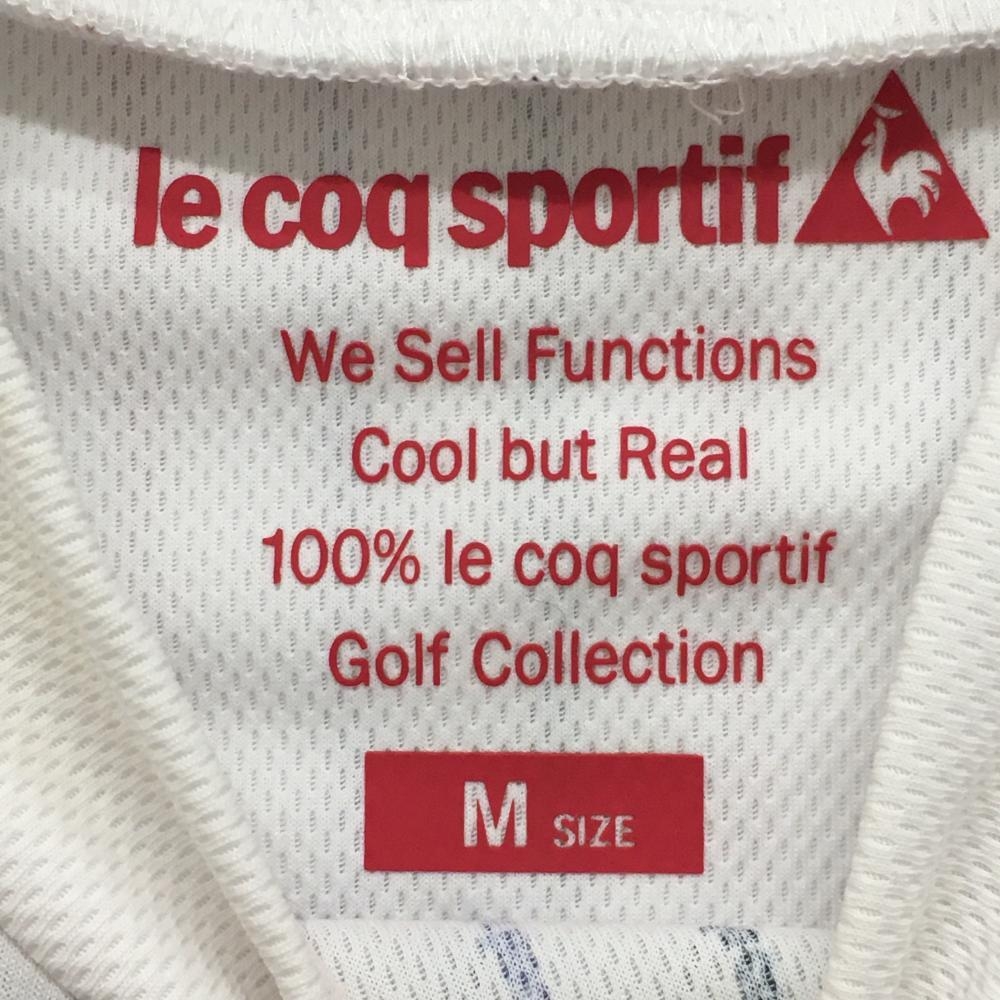 le coq sportif
We Sell Functions
Cool but Real
100% le coq sportif
Golf Collection
M SIZE